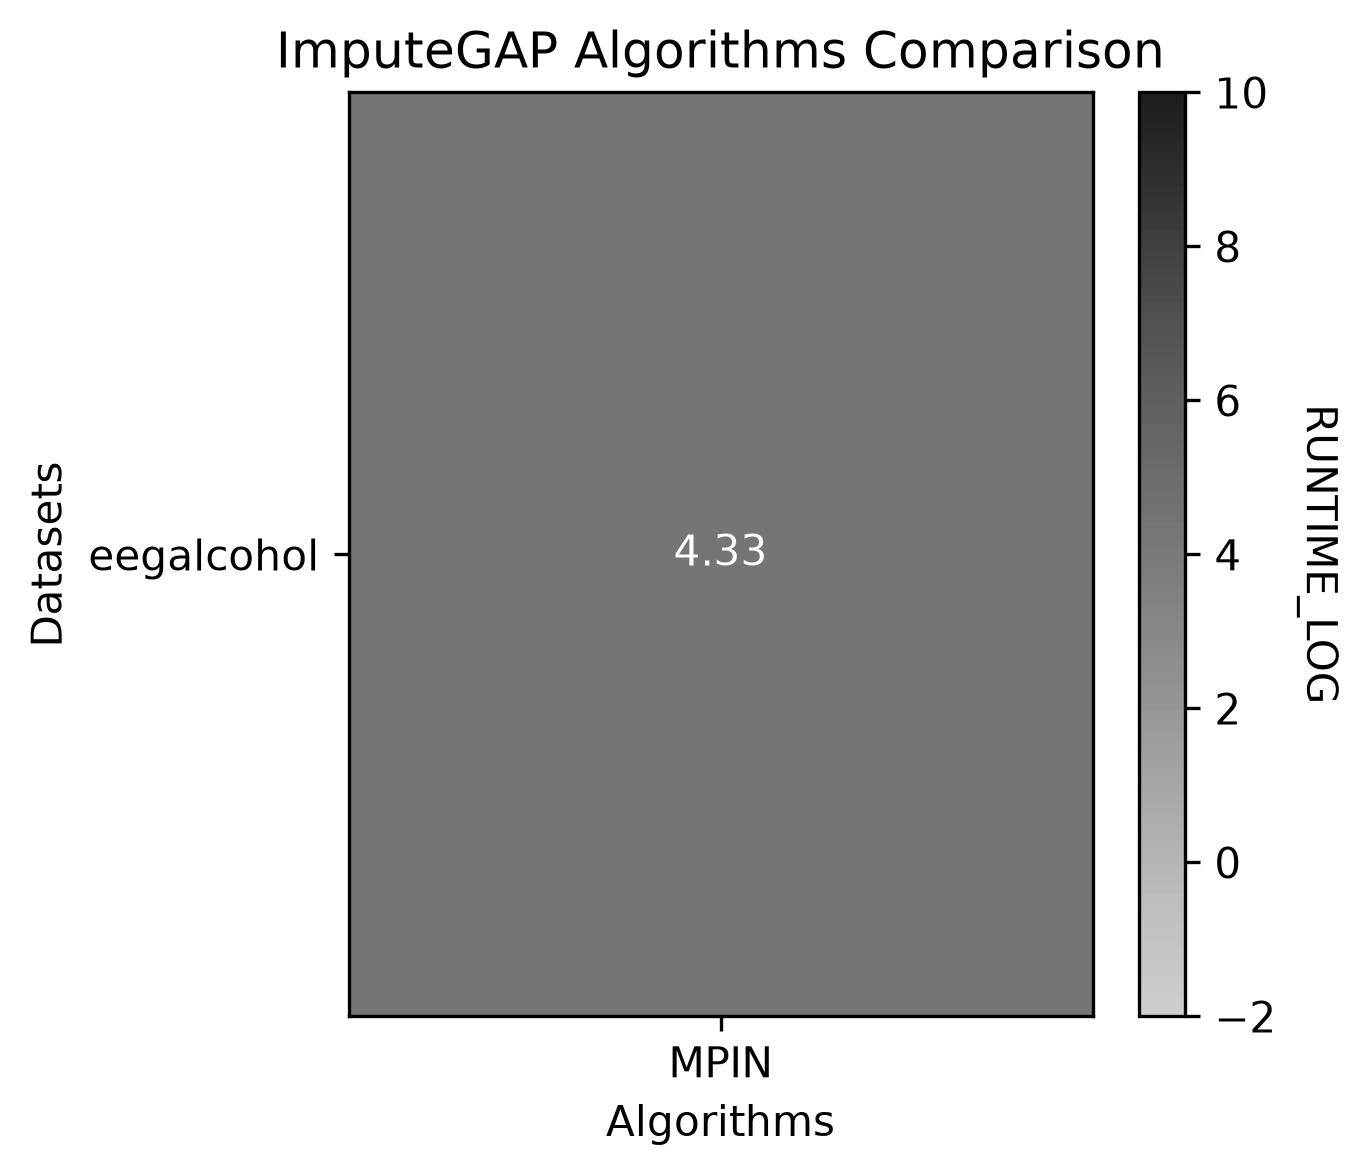 ImputeGAP Algorithms Comparison
Datasets
eegalcohol
4.33
MPIN
Algorithms
10
8
6
4
2
0
−2
RUNTIME_LOG